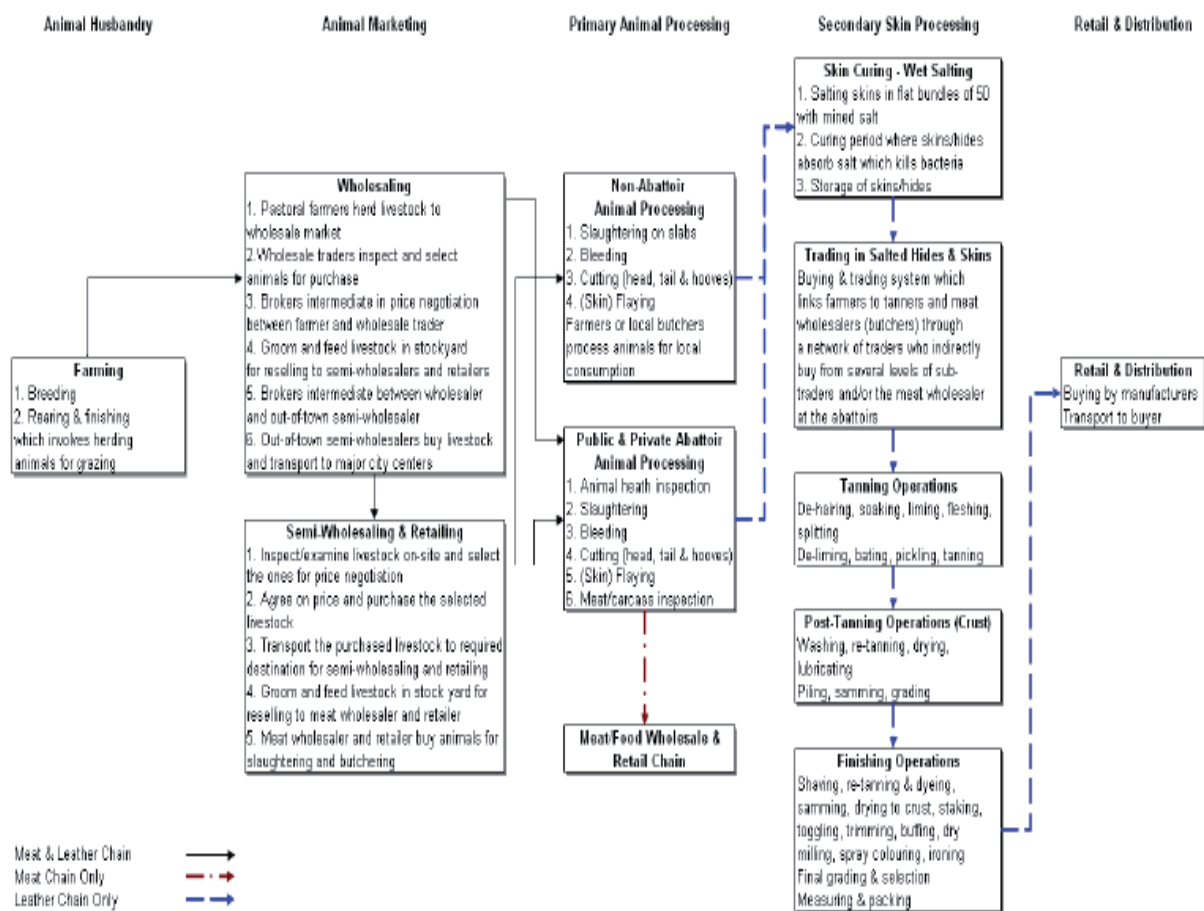 Animal Husbandry
Animal Marketing
Primary Animal Processing
Secondary Skin Processing
Retail & Distribution
Farming
1. Breeding
2. Rearing & finishing
which involves herding
animals for grazing
Wholesaling
1. Pastoral farmers herd livestock to
wholesale market
2.Wholesale traders inspect and select
animals for purchase
3. Brokers intermediate in price negotiation
between farmer and wholesale trader
4. Groom and feed livestock in stockyard
for reselling to semi-wholesalers and retailers
5. Brokers intermediate between wholesaler
and out-of-town semi-wholesaler
6. Out-of-town semi-wholesalers buy livestock
and transport to major city centers
Semi-Wholesaling & Retailing
1. Inspect/examine livestock on-site and select
the ones for price negotiation
2. Agree on price and purchase the selected
livestock
3. Transport the purchased livestock to required
destination for semi-wholesaling and retailing
4. Groom and feed livestock in stock yard for
reselling to meat wholesaler and retailer
5. Meat wholesaler and retailer buy animals for
slaughtering and butchering
Non-Abattoir
Animal Processing
1. Slaughtering on slabs
2. Bleeding
3. Cutting (head, tail & hooves)
4. (Skin) Flaying
Farmers or local butchers
process animals for local
consumption
Public & Private Abattoir
Animal Processing
1. Animal heath inspection
2. Slaughtering
3. Bleeding
4. Cutting (head, tail & hooves)
5. (Skin) Flaying
6. Meat/carcass inspection
Meat/Food Wholesale &
Retail Chain
Skin Curing - Wet Salting
1. Salting skins in flat bundles of 50
with mined salt
2. Curing period where skins/hides
absorb salt which kills bacteria
3. Storage of skins/hides
Trading in Salted Hides & Skins
Buying & trading system which
links farmers to tanners and meat
wholesalers (butchers) through
a network of traders who indirectly
buy from several levels of sub-
traders and/or the meat wholesaler
at the abattoirs
Tanning Operations
De-hairing, soaking, liming, fleshing,
splitting
De-liming, bating, pickling, tanning
Post-Tanning Operations (Crust)
Washing, re-tanning, drying,
lubricating
Piling, samming, grading
Finishing Operations
Shaving, re-tanning & dyeing,
samming, drying to crust, staking,
toggling, trimming, buffing, dry
milling, spray colouring, ironing
Final grading & selection
Measuring & packing
Retail & Distribution
Buying by manufacturers
Transport to buyer
Meat & Leather Chain
Meat Chain Only
Leather Chain Only